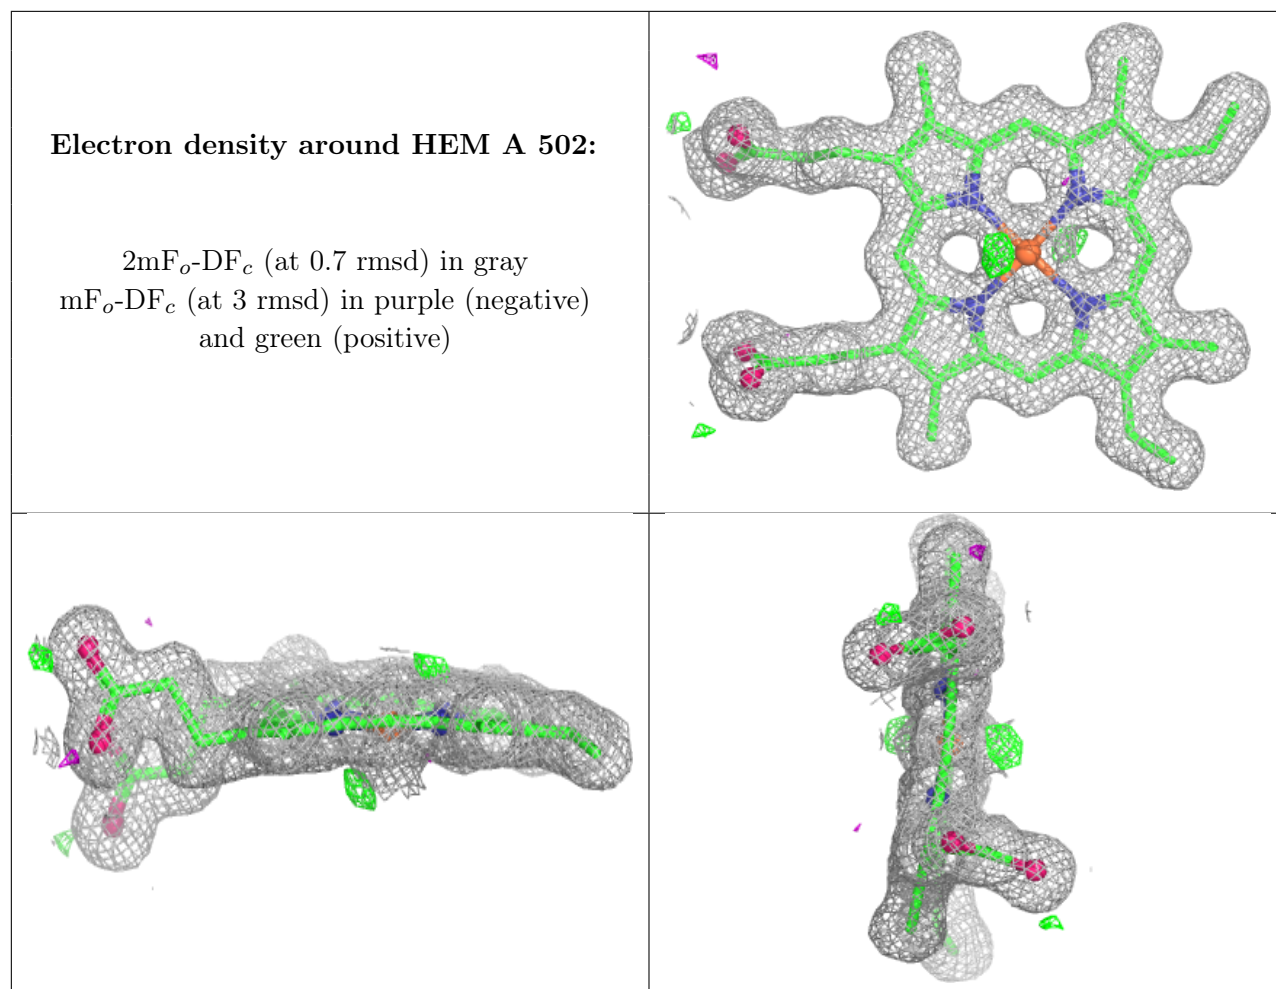 Electron density around HEM A 502:
2mFₒ-DF𝑐 (at 0.7 rmsd) in gray
mFₒ-DF𝑐 (at 3 rmsd) in purple (negative)
and green (positive)